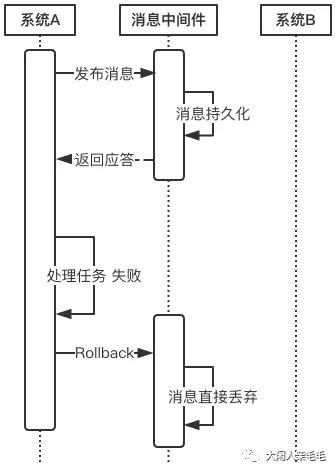 系统A
消息中间件
系统B
发布消息
消息持久化
返回应答
处理任务 失败
Rollback
消息直接丢弃
大闲人柴毛毛